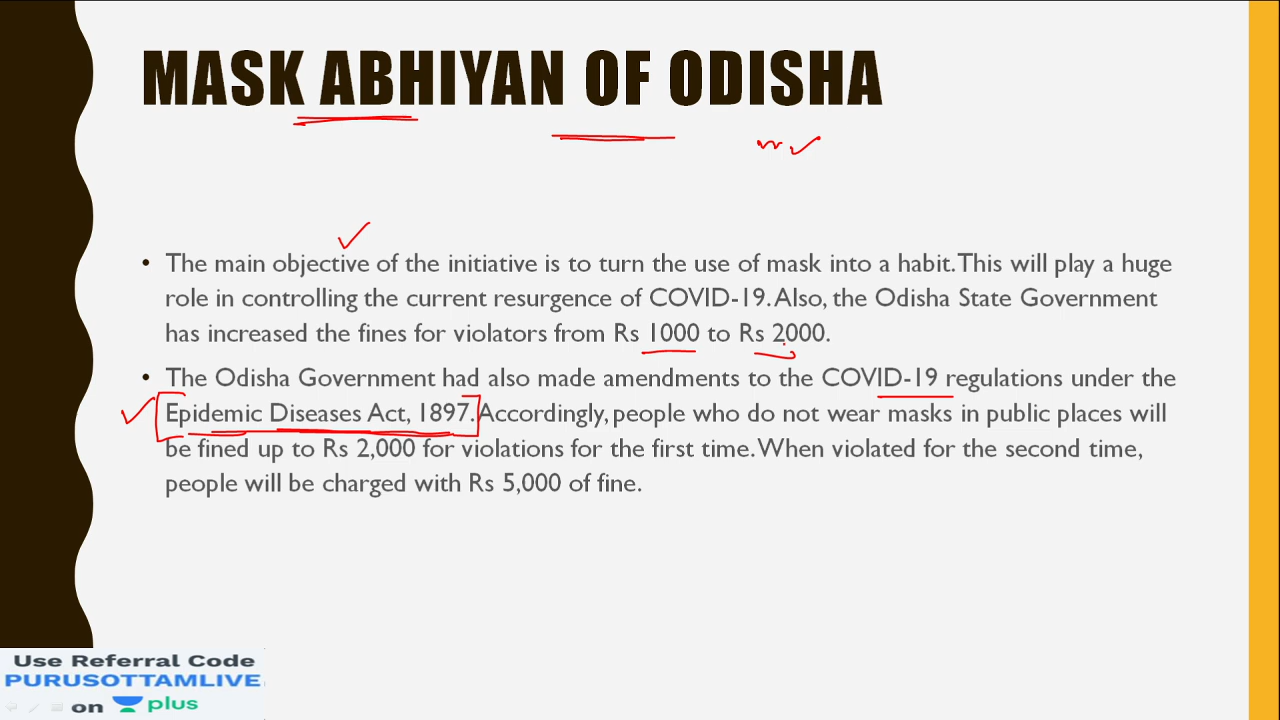 MASK ABHIYAN OF ODISHA
• The main objective of the initiative is to turn the use of mask into a habit. This will play a huge
role in controlling the current resurgence of COVID-19. Also, the Odisha State Government
has increased the fines for violators from Rs 1000 to Rs 2000.
• The Odisha Government had also made amendments to the COVID-19 regulations under the
Epidemic Diseases Act, 1897. Accordingly, people who do not wear masks in public places will
be fined up to Rs 2,000 for violations for the first time. When violated for the second time,
people will be charged with Rs 5,000 of fine.
Use Referral Code
PURUSOTTAMLIVE
on plus